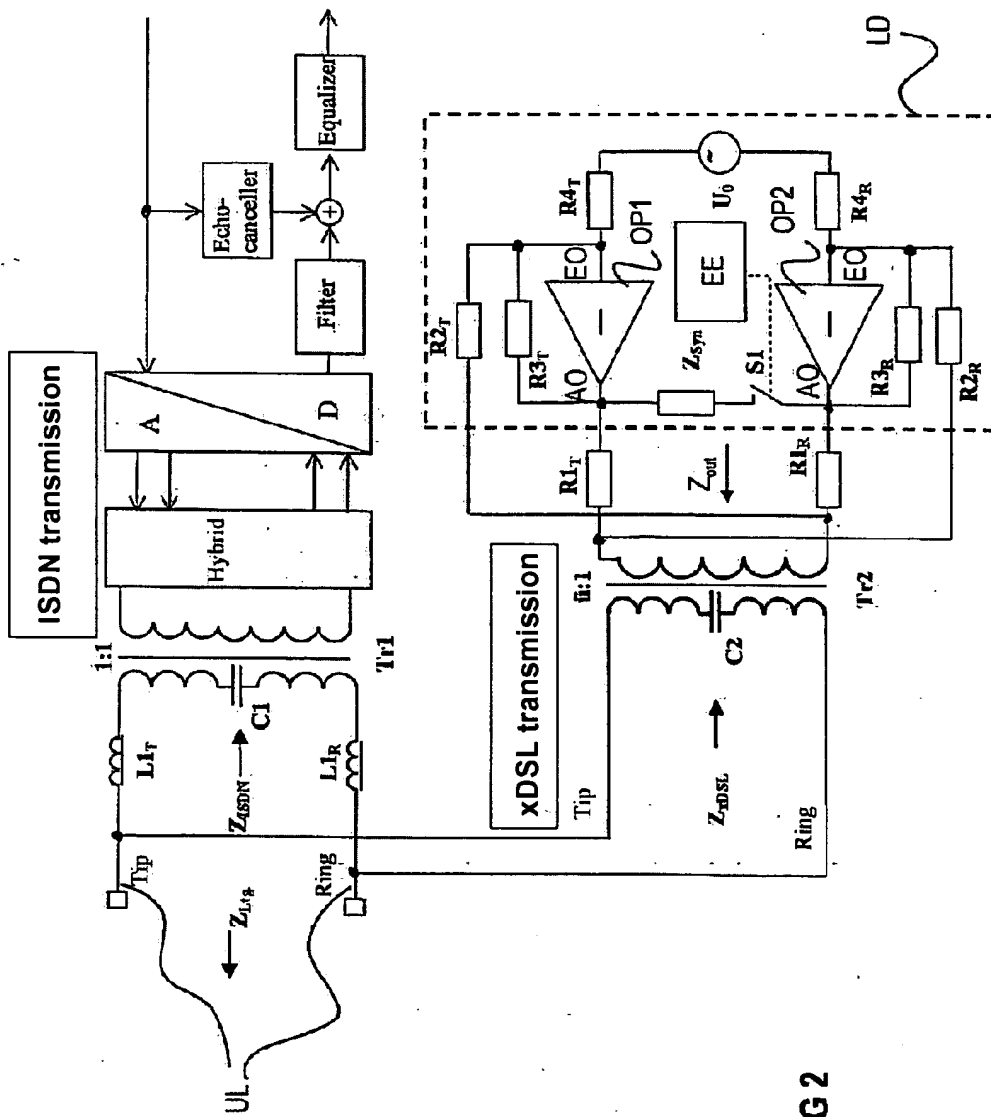 ISDN transmission
1:1
Tip
L1T
ZISDN
C1
L1R
Ring
ZLtg
UL
Tr1
Hybrid
A
D
Filter
Echo-
canceller
+
Equalizer
xDSL transmission
Tip
ü:1
ZxDSL
C2
Ring
Tr2
R1T
Zout
R1R
R2T
R3T
AO
EO
OP1
R4T
ZSyn
S1
EE
U0
~
AO
EO
OP2
R4R
R3R
R2R
LD
G 2